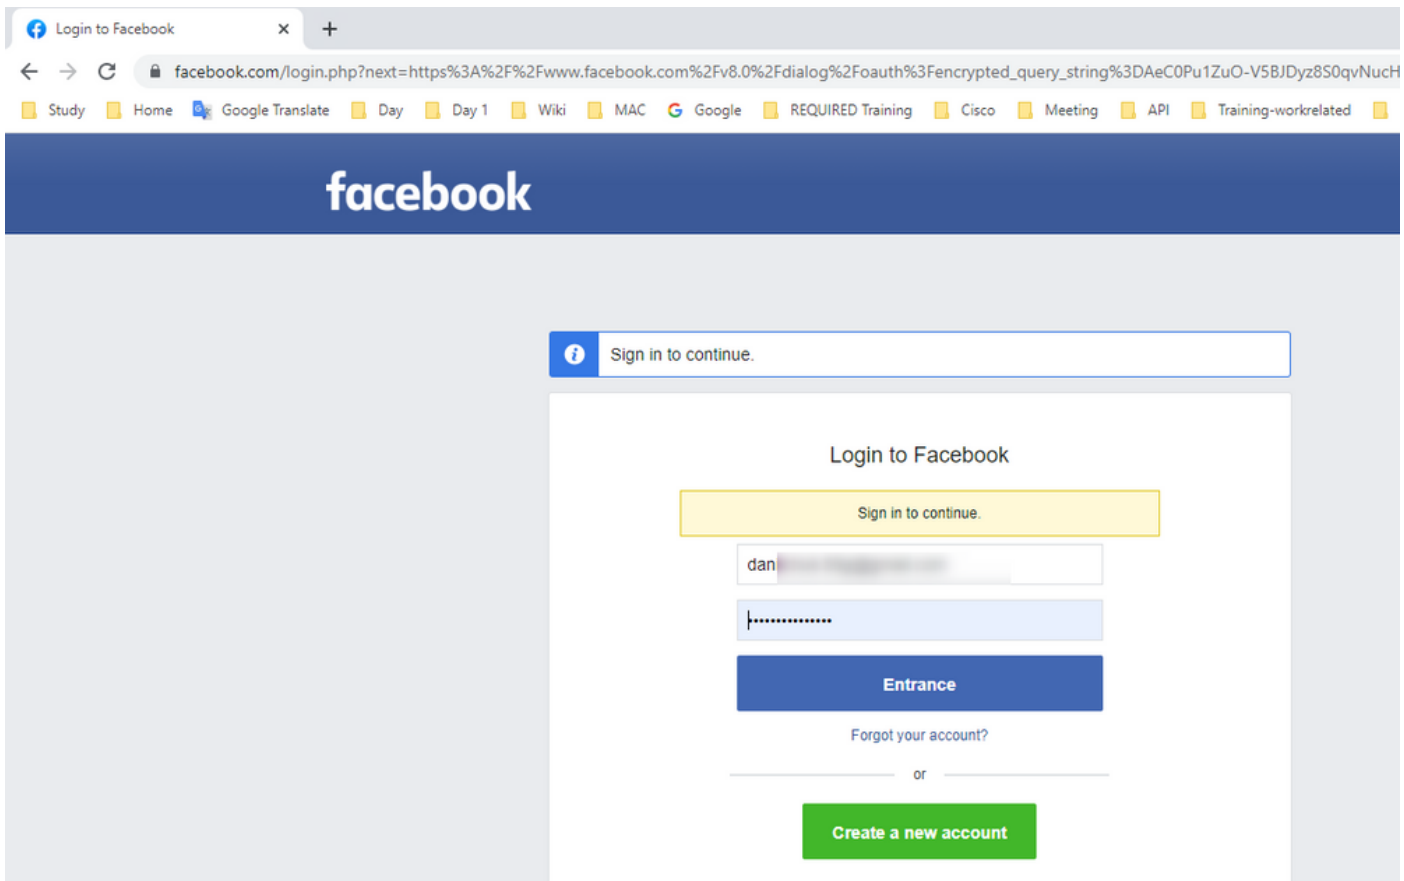 Login to Facebook
facebook.com/login.php?next=https%3A%2F%2Fwww.facebook.com%2Fv8.0%2Fdialog%2Foauth%3Fencrypted_query_string%3DAeC0Pu1ZuO-V5BJDyz8S0qvNucH
Study Home Google Translate Day Day 1 Wiki MAC Google REQUIRED Training Cisco Meeting API Training-workrelated
facebook
Sign in to continue.
Login to Facebook
Sign in to continue.
dan
Entrance
Forgot your account?
or
Create a new account